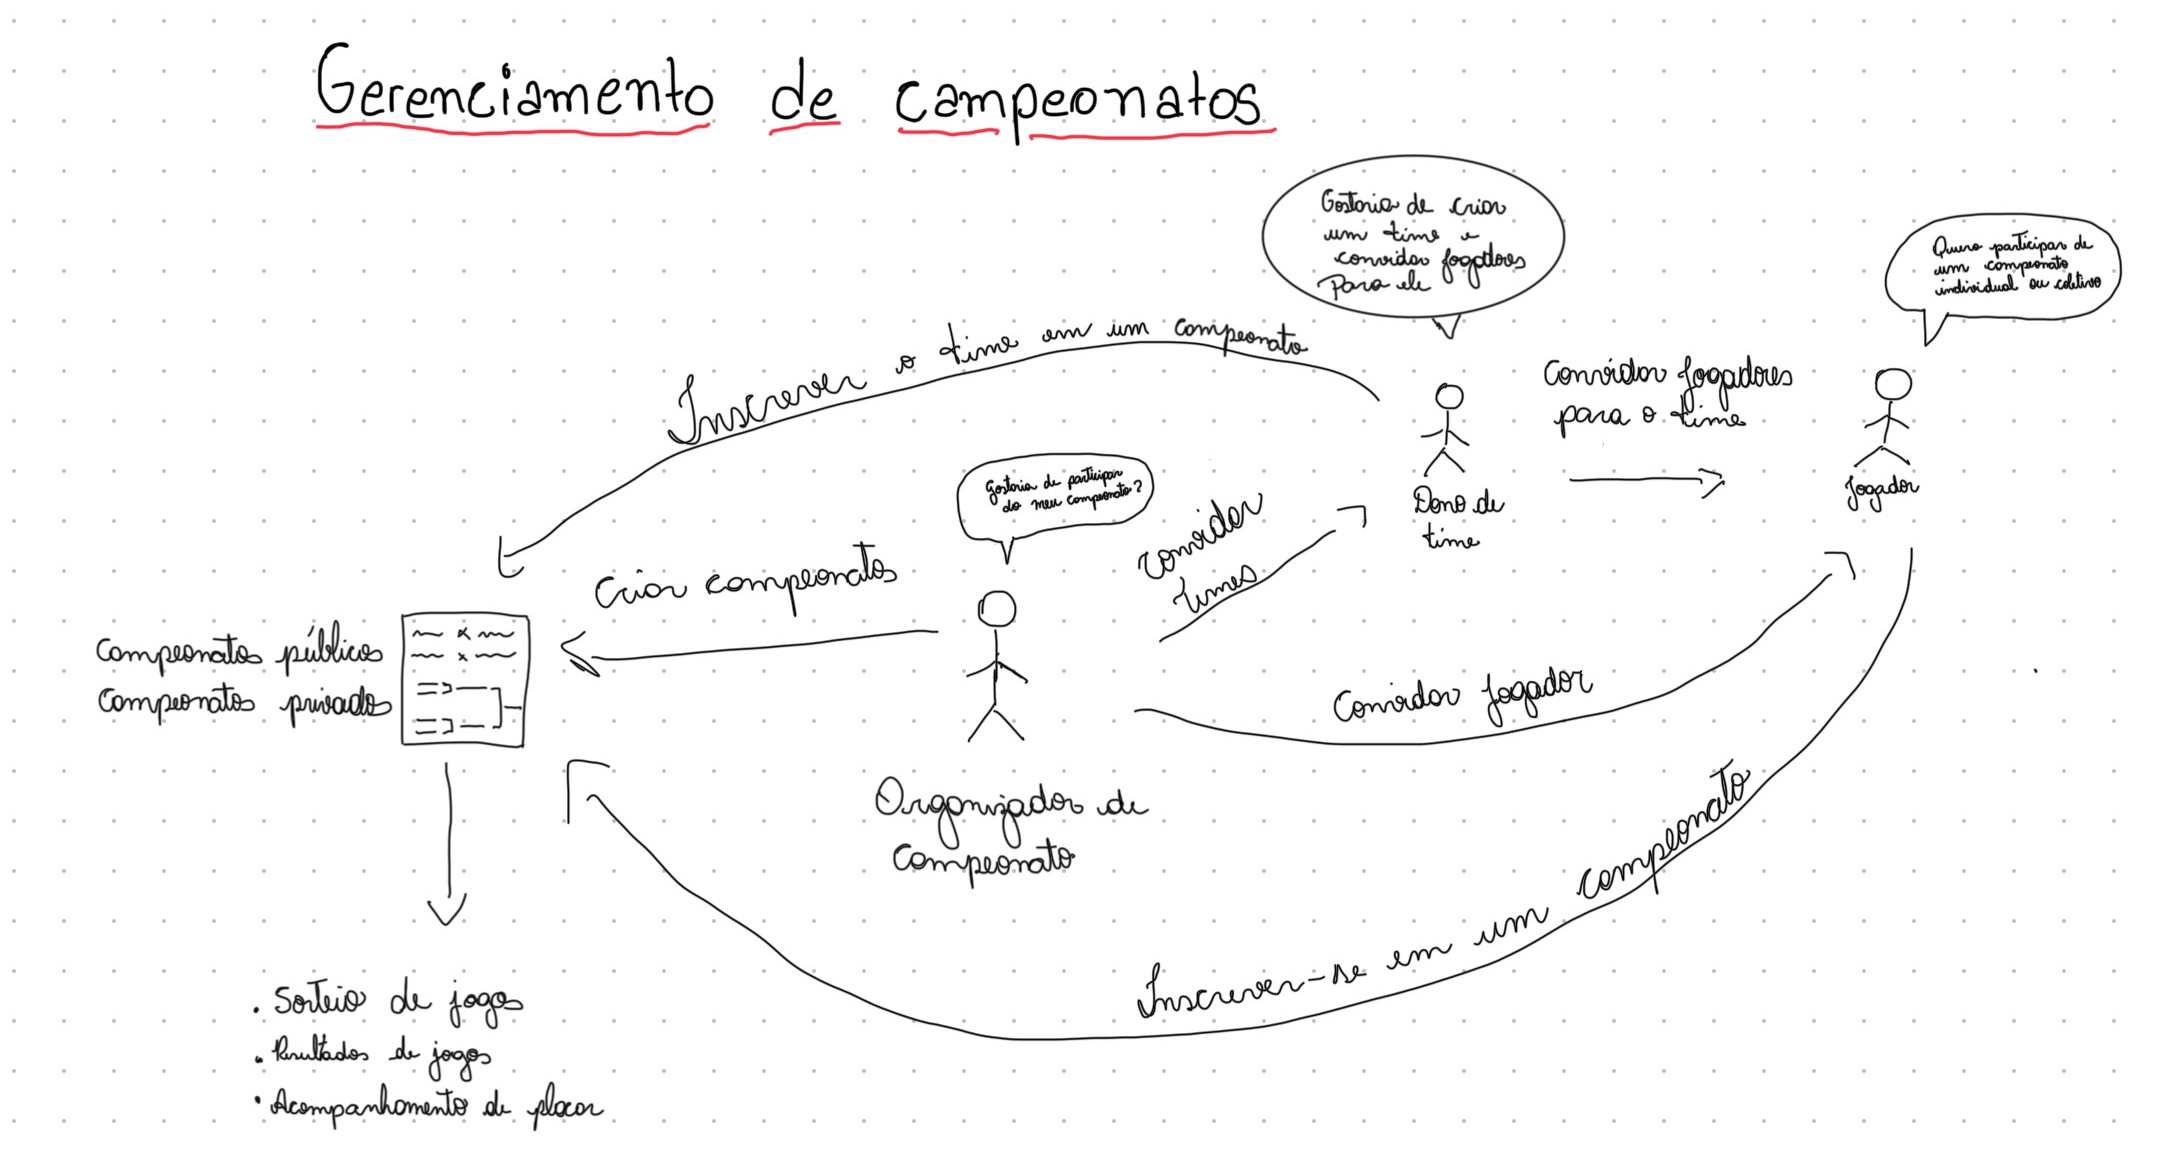 Gerenciamento de campeonatos
Gostaria de criar
um time e
convidar jogadores
Para ele
Quero participar de
um campeonato
individual ou coletivo
Inscrever o time em um campeonato
Convidar jogadores
para o time
Dono de
time
Jogador
Gostaria de participar
do meu campeonato?
Convidar
times
Criar campeonatos
Campeonatos públicos
Campeonatos privados
x
x
Convidar jogador
Organizador de
Campeonato
Inscrever-se em um campeonato
. Sorteio de jogos
. Resultados de jogos
. Acompanhamento de placar